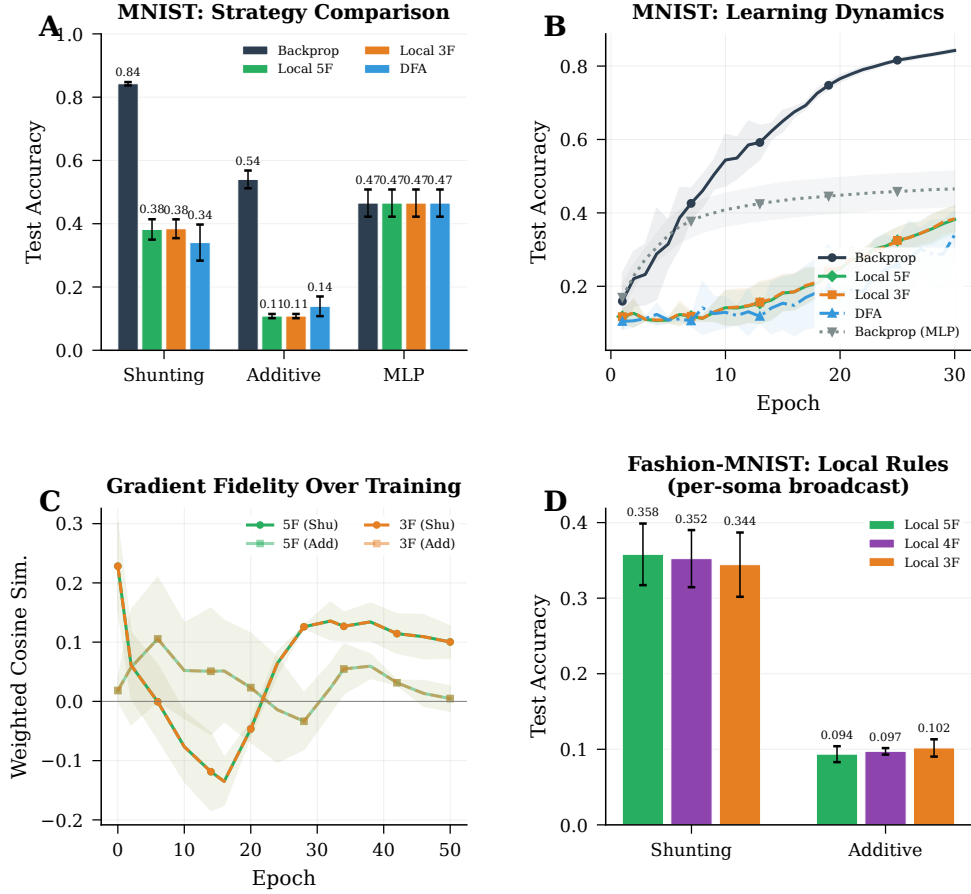 A
MNIST: Strategy Comparison
Test Accuracy
1.0
0.8
0.6
0.4
0.2
0.0
Backprop
Local 5F
Local 3F
DFA
0.84
0.38
0.38
0.34
0.54
0.11
0.11
0.14
0.47
0.47
0.47
0.47
Shunting
Additive
MLP
B
MNIST: Learning Dynamics
Test Accuracy
0.8
0.6
0.4
0.2
Backprop
Local 5F
Local 3F
DFA
Backprop (MLP)
0
10
20
30
Epoch
C
Gradient Fidelity Over Training
Weighted Cosine Sim.
0.3
0.2
0.1
0.0
−0.1
−0.2
5F (Shu)
5F (Add)
3F (Shu)
3F (Add)
0
10
20
30
40
50
Epoch
D
Fashion-MNIST: Local Rules
(per-soma broadcast)
Test Accuracy
0.4
0.3
0.2
0.1
0.0
Local 5F
Local 4F
Local 3F
0.358
0.352
0.344
0.094
0.097
0.102
Shunting
Additive